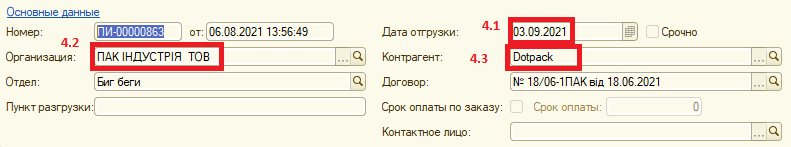 Основные данные
Номер: ПИ-00000863 от: 06.08.2021 13:56:49 4.1 Дата отгрузки: 03.09.2021 Срочно
4.2 4.3
Организация: ПАК ІНДУСТРІЯ ТОВ ... Контрагент: Dotpack ...
Отдел: Биг беги ... Договор: № 18/06-1ПАК від 18.06.2021 ...
Пункт разгрузки: Срок оплаты по заказу: Срок оплаты: 0
Контактное лицо: ...